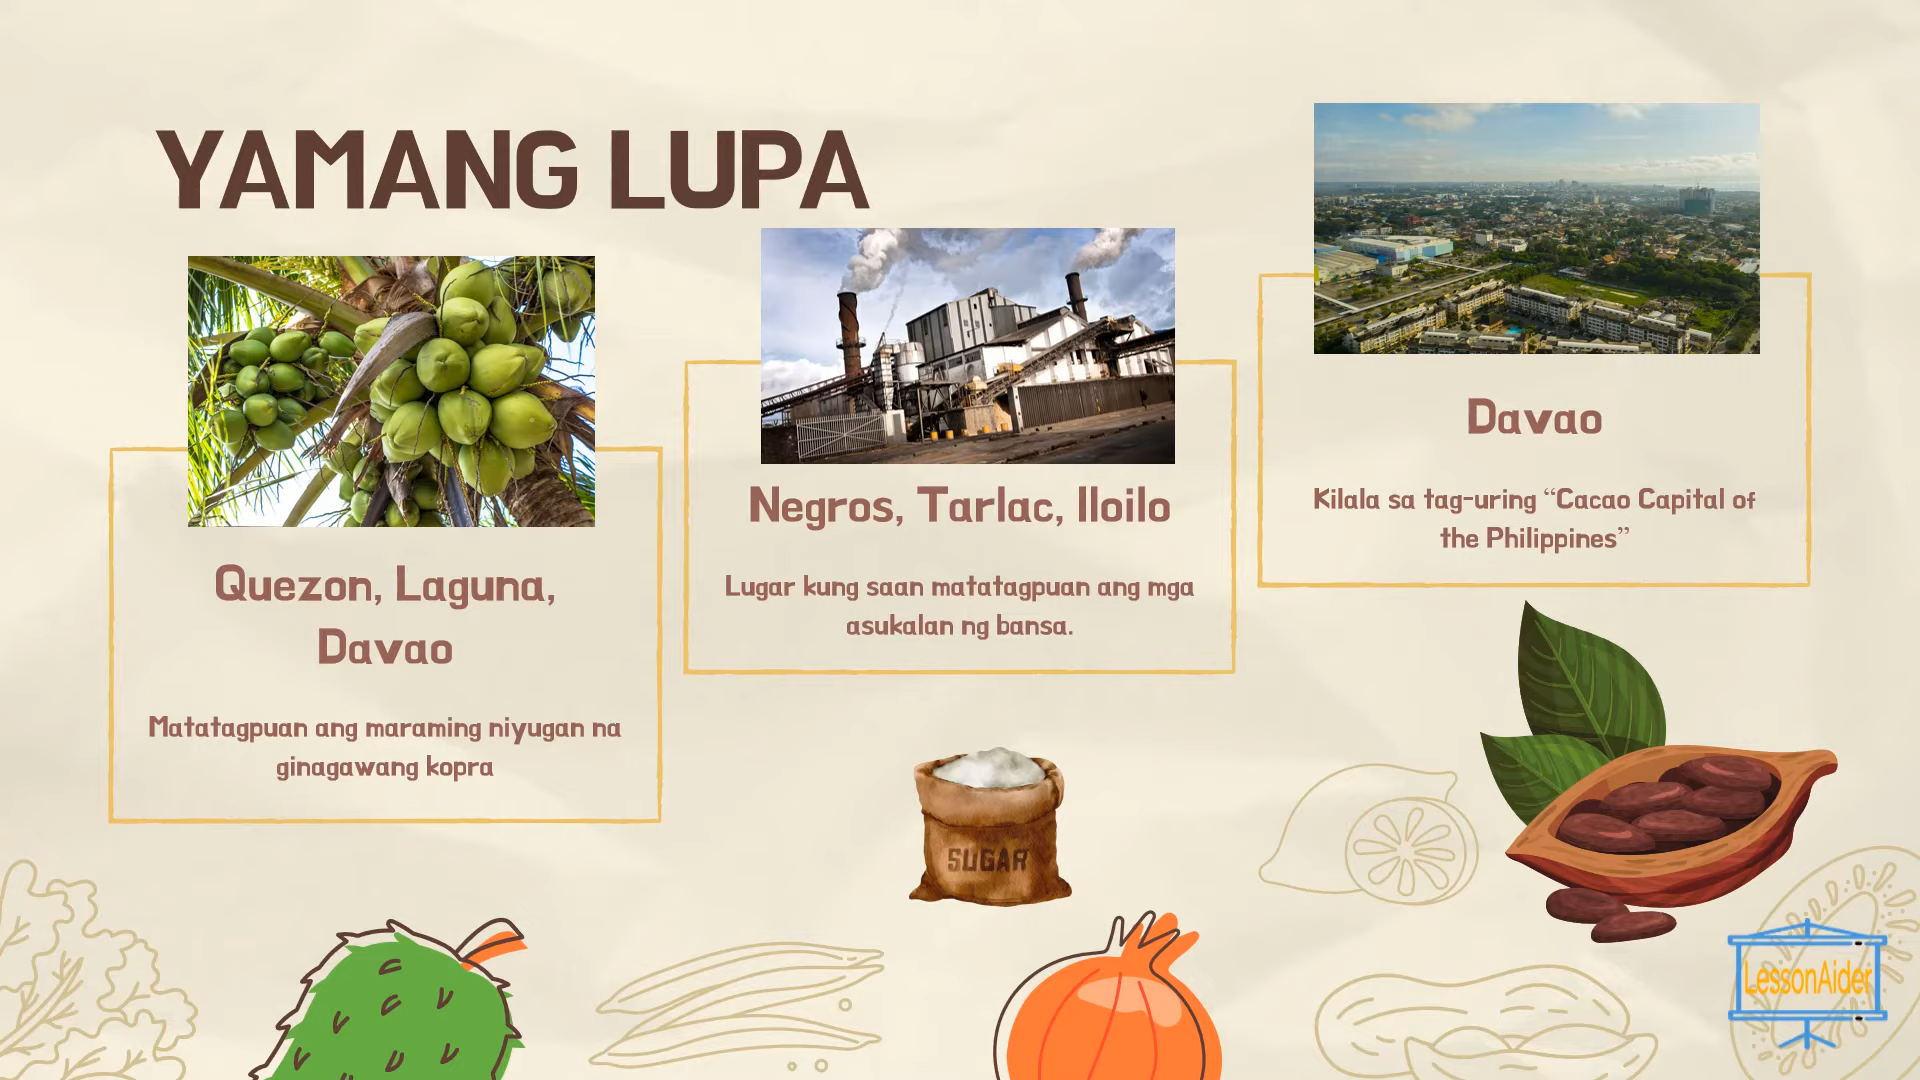 YAMANG LUPA
Quezon, Laguna,
Davao
Matatagpuan ang maraming niyugan na
ginagawang kopra
Negros, Tarlac, Iloilo
Lugar kung saan matatagpuan ang mga
asukalan ng bansa.
Davao
Kilala sa tag-uring “Cacao Capital of
the Philippines”
SUGAR
LessonAider